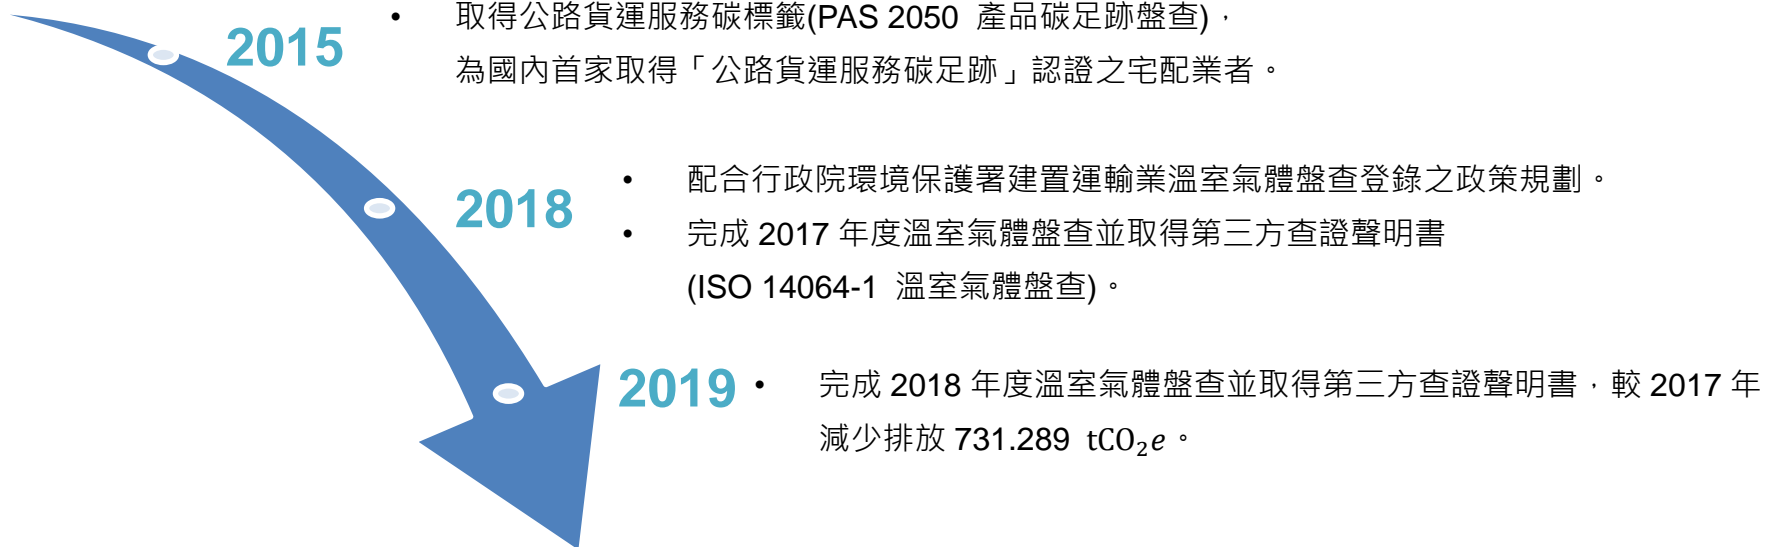 2015
• 取得公路貨運服務碳標籤(PAS 2050 產品碳足跡盤查)，
為國內首家取得「公路貨運服務碳足跡」認證之宅配業者。
2018
• 配合行政院環境保護署建置運輸業溫室氣體盤查登錄之政策規劃。
• 完成 2017 年度溫室氣體盤查並取得第三方查證聲明書
(ISO 14064-1 溫室氣體盤查)。
2019
• 完成 2018 年度溫室氣體盤查並取得第三方查證聲明書，較 2017 年
減少排放 731.289 tCO₂e。